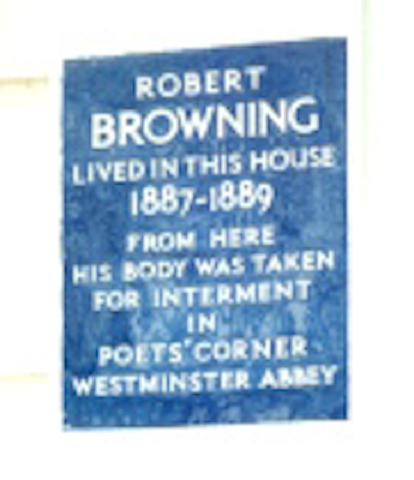 ROBERT
BROWNING
LIVED IN THIS HOUSE
1887-1889
FROM HERE
HIS BODY WAS TAKEN
FOR INTERMENT
IN
POETS' CORNER
WESTMINSTER ABBEY